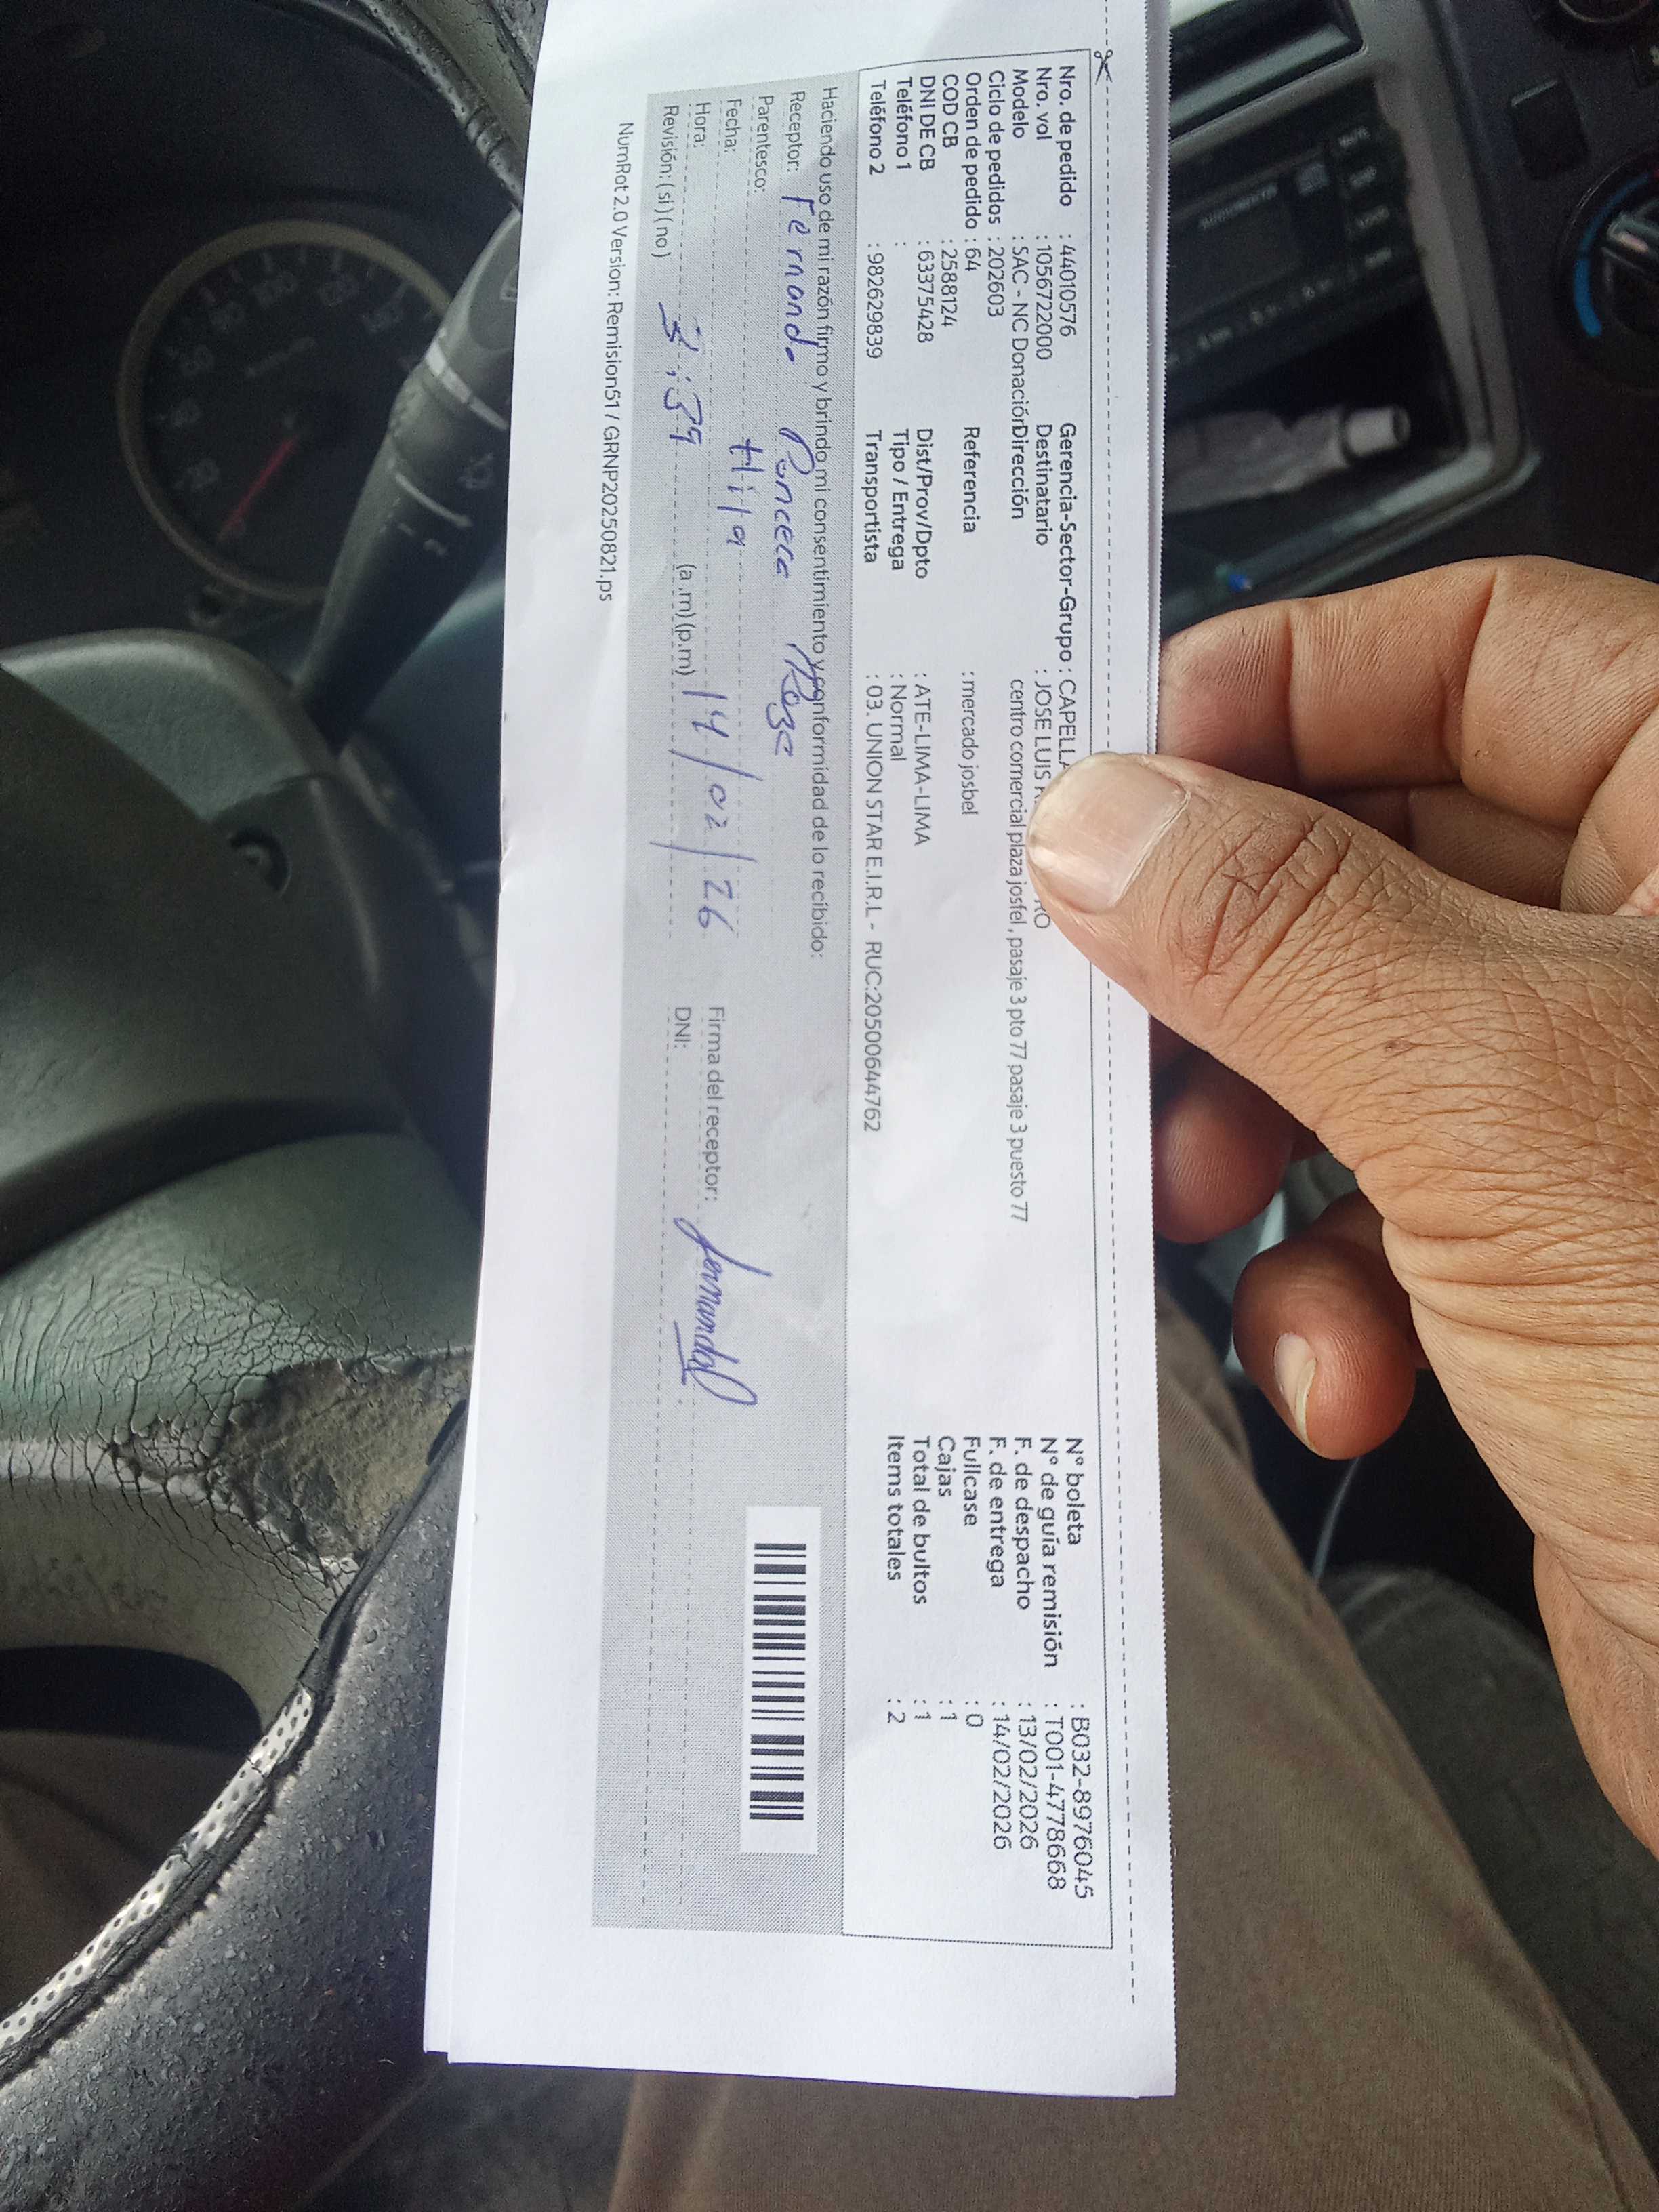 Nro. de pedido : 44010576
Nro. vol : 1056722000
Modelo : SAC - NC Donación
Ciclo de pedidos : 202603
Orden de pedido : 64
COD CB : 2588124
DNI DE CB : 63375428
Teléfono 1 :
Teléfono 2 : 982629839
Gerencia-Sector-Grupo : CAPELLA
Destinatario : JOSE LUIS RO
Dirección centro comercial plaza josfel , pasaje 3 pto 77 pasaje 3 puesto 77
Referencia : mercado josbel
Dist/Prov/Dpto : ATE-LIMA-LIMA
Tipo / Entrega : Normal
Transportista : 03. UNION STAR E.I.R.L - RUC:20500644762
N° boleta : B032-8976045
N° de guía remisión : T001-4778668
F. de despacho : 13/02/2026
F. de entrega : 14/02/2026
Fullcase : 0
Cajas : 1
Total de bultos : 1
Items totales : 2
Haciendo uso de mi razón firmo y brindo mi consentimiento y conformidad de lo recibido:
Receptor: Fernando Ponceca
Parentesco:
Fecha: 14/02/26
Hora: 3:39 (a.m)(p.m)
Revisión: ( si ) ( no )
Firma del receptor: fernando
DNI:
NumRot 2.0 Version: Remision51 / GRNP20250821.ps